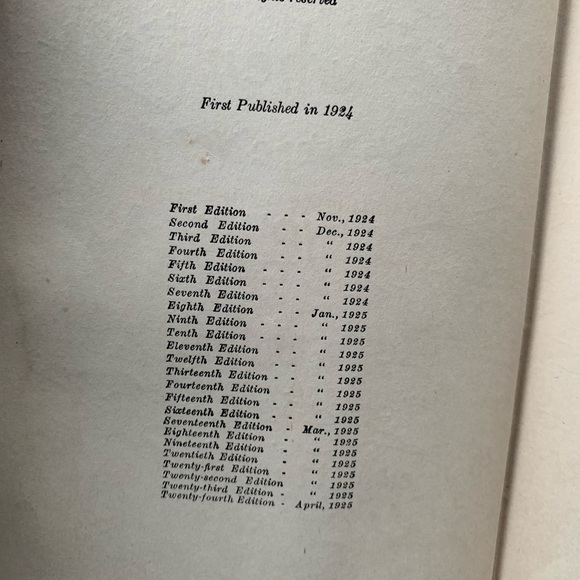 reserved
First Published in 1924
First Edition - - - Nov., 1924
Second Edition - - Dec., 1924
Third Edition - - “ 1924
Fourth Edition - - “ 1924
Fifth Edition - - - “ 1924
Sixth Edition - - - “ 1924
Seventh Edition - - “ 1924
Eighth Edition - - Jan., 1925
Ninth Edition - - - “ 1925
Tenth Edition - - - “ 1925
Eleventh Edition - - “ 1925
Twelfth Edition - - “ 1925
Thirteenth Edition - - “ 1925
Fourteenth Edition - - “ 1925
Fifteenth Edition - - “ 1925
Sixteenth Edition - - “ 1925
Seventeenth Edition - Mar., 1925
Eighteenth Edition - “ 1925
Nineteenth Edition - “ 1925
Twentieth Edition - “ 1925
Twenty-first Edition - “ 1925
Twenty-second Edition “ 1925
Twenty-third Edition - “ 1925
Twenty-fourth Edition - April, 1925